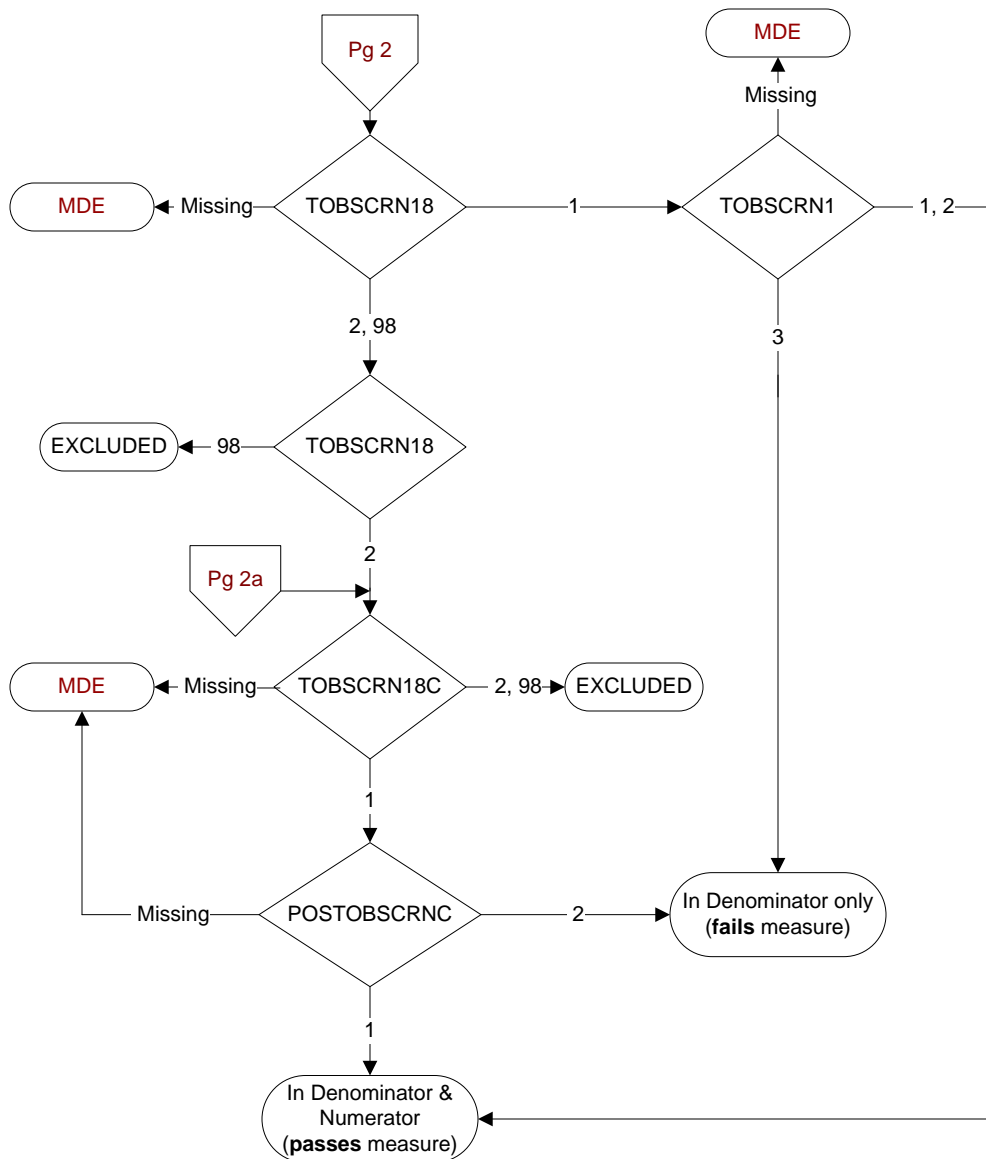 MDE
Pg 2
Missing
MDE
Missing
TOBSCRN18
1
TOBSCRN1
1, 2
2, 98
3
EXCLUDED
98
TOBSCRN18
2
Pg 2a
MDE
Missing
TOBSCRN18C
2, 98
EXCLUDED
1
Missing
POSTOBSCRNC
2
In Denominator only
(fails measure)
1
In Denominator &
Numerator
(passes measure)